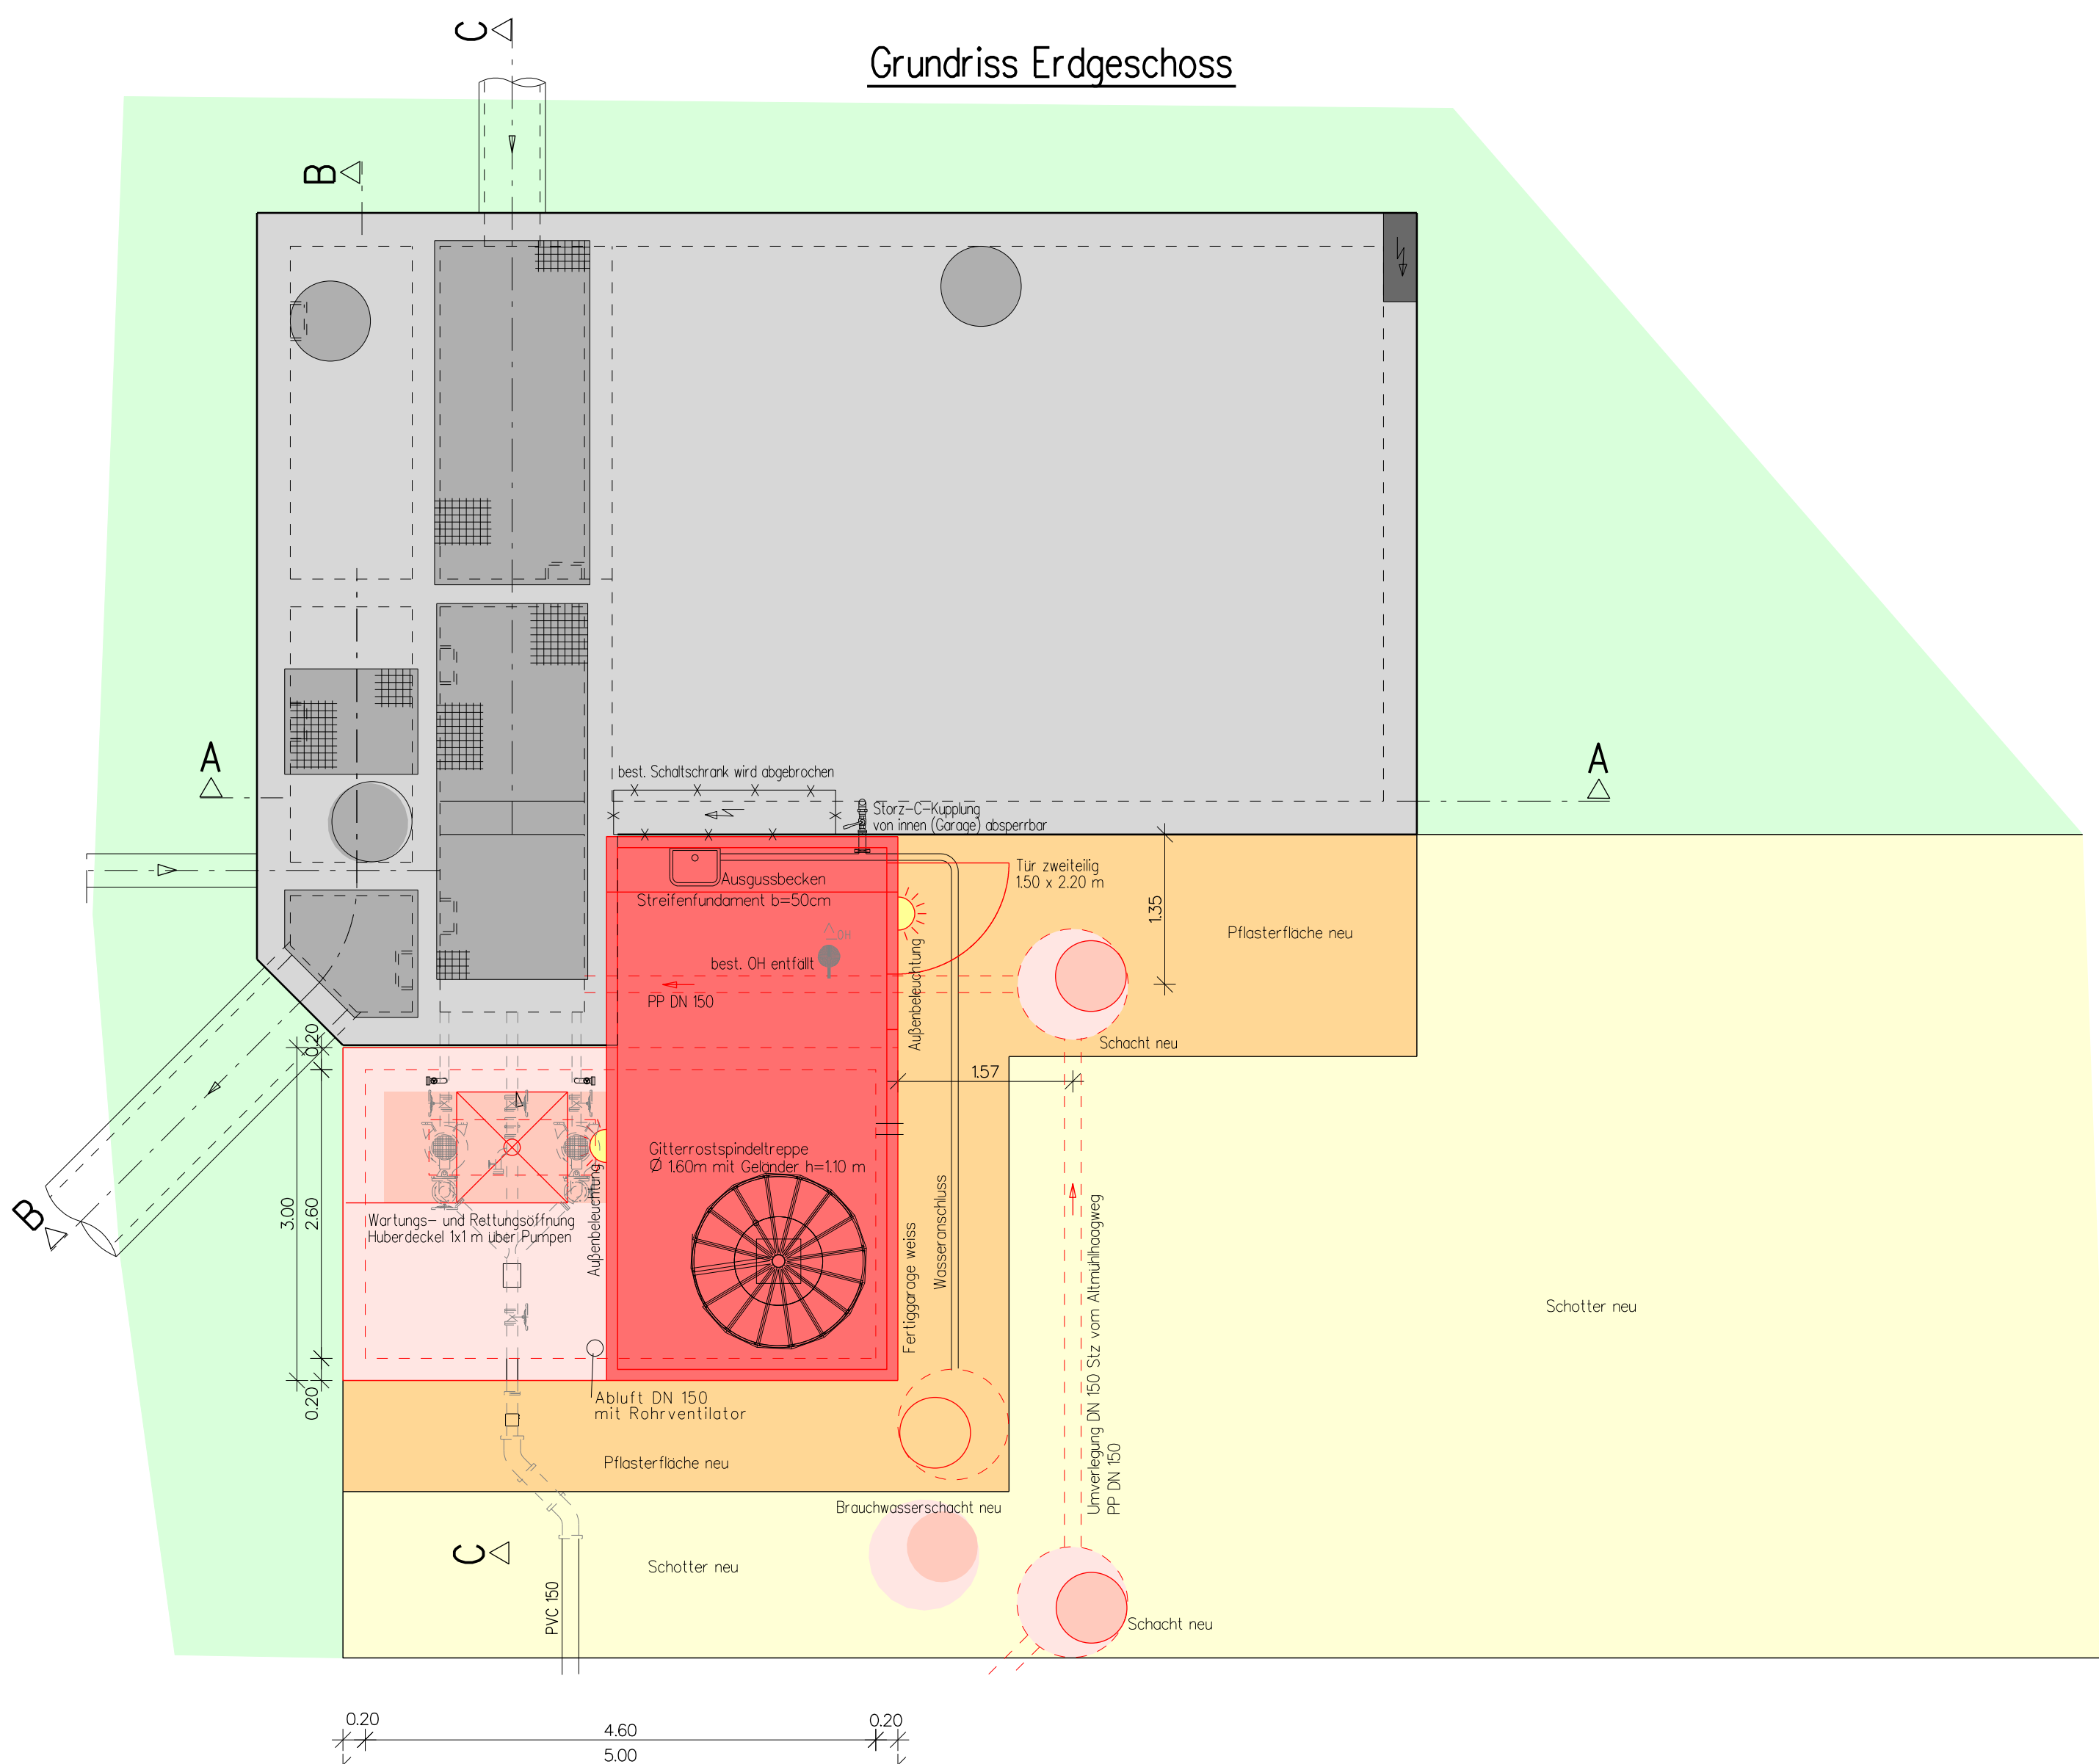 C
Grundriss Erdgeschoss
B
A
A
best. Schaltschrank wird abgebrochen
Storz-C-Kupplung
von innen (Garage) absperrbar
Tür zweiteilig
1.50 x 2.20 m
Ausgussbecken
Streifenfundament b=50cm
1.35
Pflasterfläche neu
OH
best. OH entfällt
Außenbeleuchtung
PP DN 150
Schacht neu
0.20
1.57
3.00
2.60
Gitterrostspindeltreppe
Ø 1.60m mit Geländer h=1.10 m
B
Wartungs- und Rettungsöffnung
Huberdeckel 1x1 m über Pumpen
Außenbeleuchtung
Fertiggarage weiss
Wasseranschluss
Umverlegung DN 150 Stz vom Altmühlhaagweg
PP DN 150
Schotter neu
0.20
Abluft DN 150
mit Rohrventilator
Pflasterfläche neu
Brauchwasserschacht neu
C
Schotter neu
PVC 150
Schacht neu
0.20
4.60
0.20
5.00